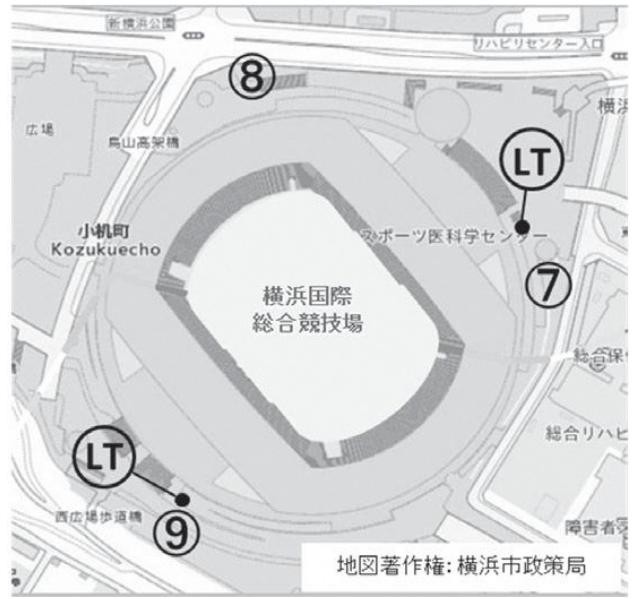 新横浜公園
リハビリセンター入口
⑧
広場
鳥山高架橋
横浜
LT
小机町
Kozukuecho
スポーツ医科学センター
⑦
横浜国際
総合競技場
総合保
総合リハビ
LT
西広場歩道橋
⑨
障害者ス
地図著作権: 横浜市政策局